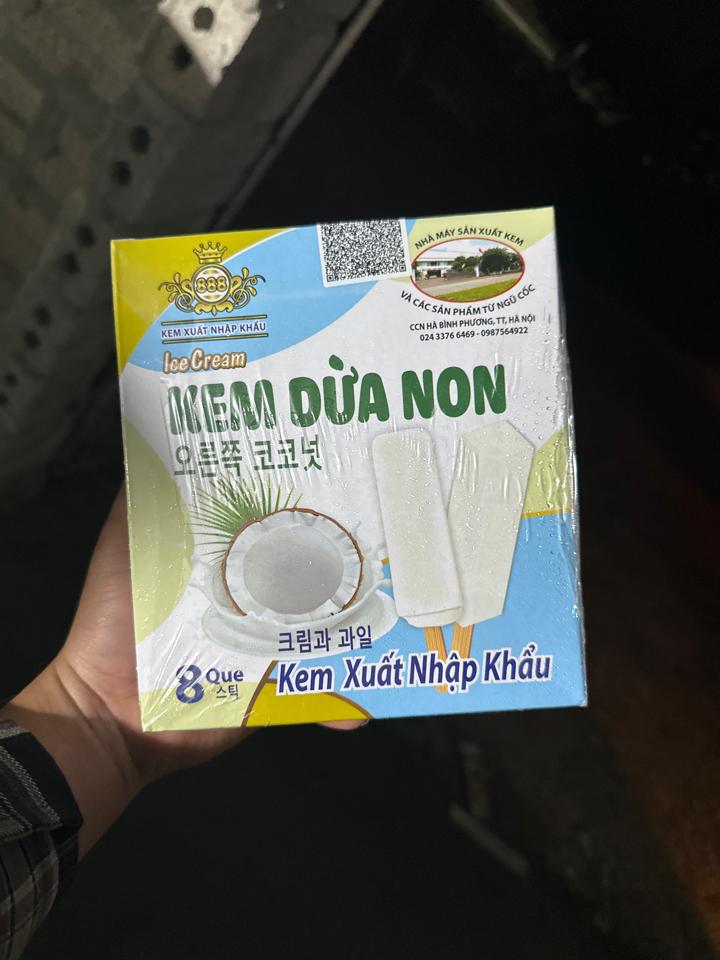 888
KEM XUẤT NHẬP KHẨU
NHÀ MÁY SẢN XUẤT KEM
VÀ CÁC SẢN PHẨM TỪ NGŨ CỐC
CCN HÀ BÌNH PHƯƠNG, TT, HÀ NỘI
024 3376 6469 - 0987564922
Ice Cream
KEM DỪA NON
오른쪽 코코넛
크림과 과일
8 Que
스틱
Kem Xuất Nhập Khẩu